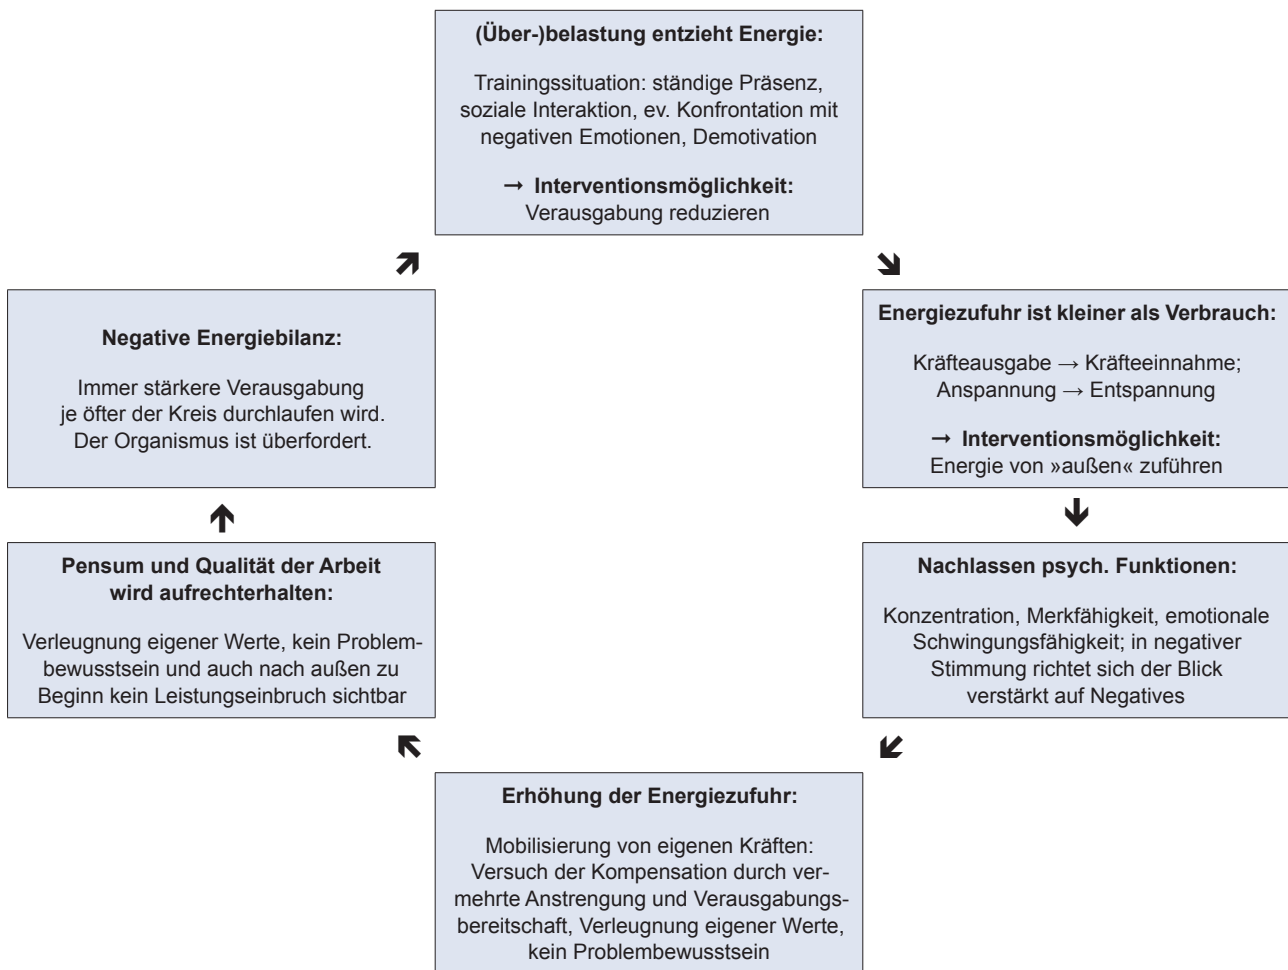 (Über-)belastung entzieht Energie:
Trainingssituation: ständige Präsenz,
soziale Interaktion, ev. Konfrontation mit
negativen Emotionen, Demotivation
→ Interventionsmöglichkeit:
Verausgabung reduzieren
Energiezufuhr ist kleiner als Verbrauch:
Kräfteausgabe → Kräfteeinnahme;
Anspannung → Entspannung
→ Interventionsmöglichkeit:
Energie von »außen« zuführen
Nachlassen psych. Funktionen:
Konzentration, Merkfähigkeit, emotionale
Schwingungsfähigkeit; in negativer
Stimmung richtet sich der Blick
verstärkt auf Negatives
Erhöhung der Energiezufuhr:
Mobilisierung von eigenen Kräften:
Versuch der Kompensation durch ver-
mehrte Anstrengung und Verausgabungs-
bereitschaft, Verleugnung eigener Werte,
kein Problembewusstsein
Pensum und Qualität der Arbeit
wird aufrechterhalten:
Verleugnung eigener Werte, kein Problem-
bewusstsein und auch nach außen zu
Beginn kein Leistungseinbruch sichtbar
Negative Energiebilanz:
Immer stärkere Verausgabung
je öfter der Kreis durchlaufen wird.
Der Organismus ist überfordert.